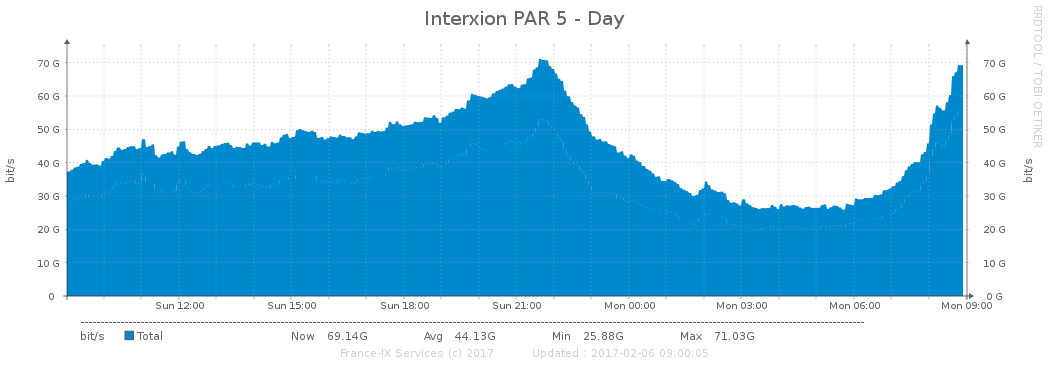 Interxion PAR 5 - Day
RRDTOOL / TOBI OETIKER
bit/s
70 G 70 G
60 G 60 G
50 G 50 G
40 G 40 G
30 G 30 G
20 G 20 G
10 G 10 G
0 0 G
bit/s
Sun 12:00 Sun 15:00 Sun 18:00 Sun 21:00 Mon 00:00 Mon 03:00 Mon 06:00 Mon 09:00
bit/s Total Now 69.14G Avg 44.13G Min 25.88G Max 71.03G
France-IX Services (c) 2017 Updated : 2017-02-06 09:00:05